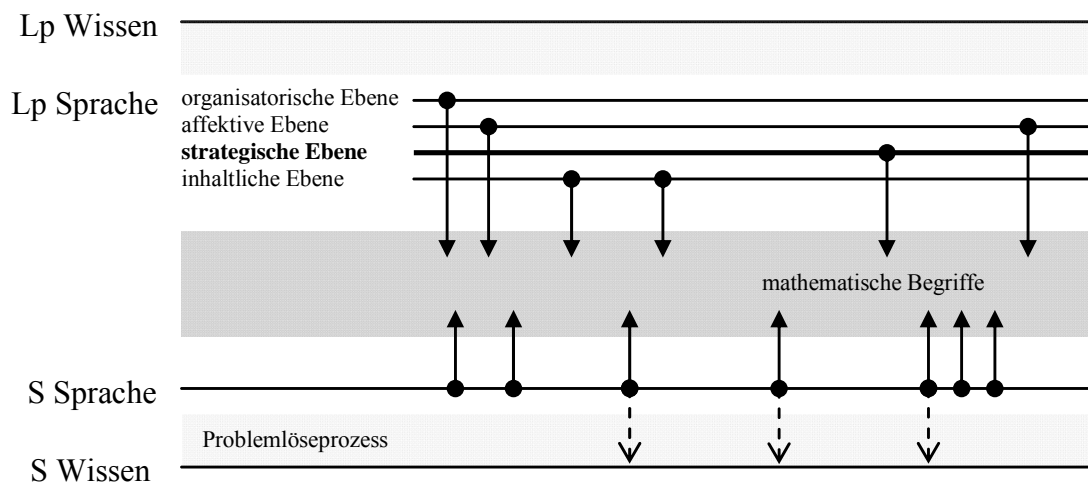 Lp Wissen
Lp Sprache
organisatorische Ebene
affektive Ebene
strategische Ebene
inhaltliche Ebene
mathematische Begriffe
S Sprache
Problemlöseprozess
S Wissen